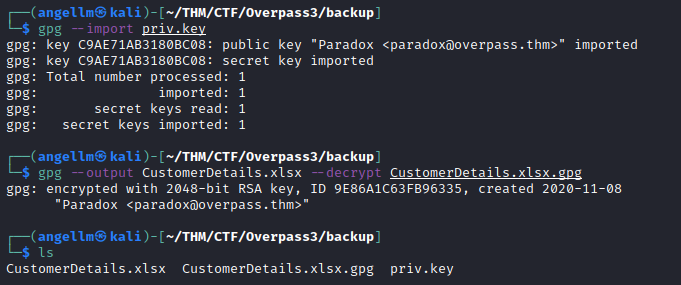 ┌──(angellm㉿kali)-[~/THM/CTF/Overpass3/backup]
└─$ gpg --import priv.key
gpg: key C9AE71AB3180BC08: public key "Paradox <paradox@overpass.thm>" imported
gpg: key C9AE71AB3180BC08: secret key imported
gpg: Total number processed: 1
gpg:               imported: 1
gpg:       secret keys read: 1
gpg:   secret keys imported: 1
┌──(angellm㉿kali)-[~/THM/CTF/Overpass3/backup]
└─$ gpg --output CustomerDetails.xlsx --decrypt CustomerDetails.xlsx.gpg
gpg: encrypted with 2048-bit RSA key, ID 9E86A1C63FB96335, created 2020-11-08
      "Paradox <paradox@overpass.thm>"
┌──(angellm㉿kali)-[~/THM/CTF/Overpass3/backup]
└─$ ls
CustomerDetails.xlsx  CustomerDetails.xlsx.gpg  priv.key